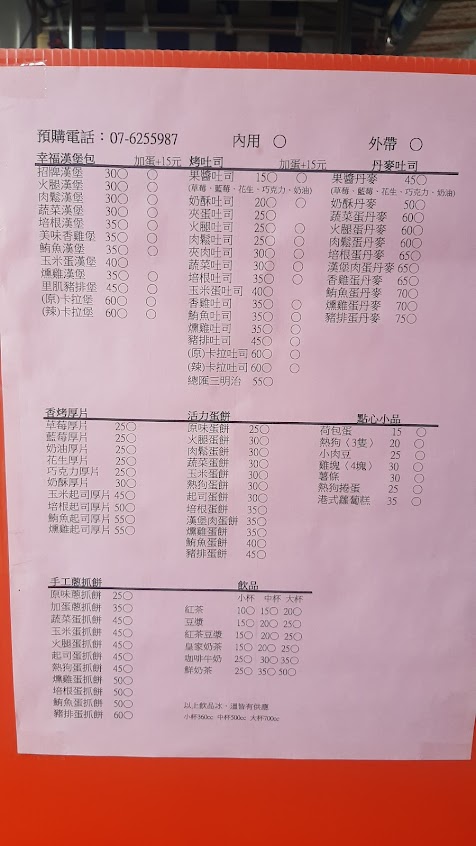 預購電話：07-6255987 內用 ○ 外帶 ○
幸福漢堡包 加蛋+15元
招牌漢堡 30○ ○
火腿漢堡 30○ ○
肉鬆漢堡 30○ ○
蔬菜漢堡 30○ ○
培根漢堡 35○ ○
美味香雞堡 35○ ○
鮪魚漢堡 35○ ○
玉米蛋漢堡 40○
燻雞漢堡 35○ ○
里肌豬排堡 45○ ○
(原)卡拉堡 60○ ○
(辣)卡拉堡 60○ ○
烤吐司 加蛋+15元
果醬吐司 15○ ○
(草莓、藍莓、花生、巧克力、奶油)
奶酥吐司 20○ ○
夾蛋吐司 25○
火腿吐司 25○ ○
肉鬆吐司 25○ ○
夾肉吐司 30○ ○
蔬菜吐司 30○ ○
培根吐司 35○ ○
玉米蛋吐司 40○
香雞吐司 35○ ○
鮪魚吐司 35○ ○
燻雞吐司 35○ ○
豬排吐司 45○ ○
(原)卡拉吐司 60○ ○
(辣)卡拉吐司 60○ ○
總匯三明治 55○
丹麥吐司
果醬丹麥 45○
(草莓、藍莓、花生、巧克力、奶油)
奶酥丹麥 50○
蔬菜蛋丹麥 60○
火腿蛋丹麥 60○
肉鬆蛋丹麥 60○
培根蛋丹麥 65○
漢堡肉蛋丹麥 65○
香雞蛋丹麥 65○
鮪魚蛋丹麥 70○
燻雞蛋丹麥 70○
豬排蛋丹麥 75○
香烤厚片
草莓厚片 25○
藍莓厚片 25○
奶油厚片 25○
花生厚片 25○
巧克力厚片 25○
奶酥厚片 30○
玉米起司厚片 45○
培根起司厚片 50○
鮪魚起司厚片 55○
燻雞起司厚片 55○
活力蛋餅
原味蛋餅 25○
火腿蛋餅 30○
肉鬆蛋餅 30○
蔬菜蛋餅 30○
玉米蛋餅 30○
熱狗蛋餅 30○
起司蛋餅 30○
培根蛋餅 35○
漢堡肉蛋餅 35○
燻雞蛋餅 35○
鮪魚蛋餅 40○
豬排蛋餅 45○
點心小品
荷包蛋 15 ○
熱狗（3隻） 20 ○
小肉豆 25 ○
雞塊（4塊） 30 ○
薯條 30 ○
熱狗捲蛋 25 ○
港式蘿蔔糕 35 ○
手工蔥抓餅
原味蔥抓餅 25○
加蛋蔥抓餅 35○
蔬菜蛋抓餅 45○
玉米蛋抓餅 45○
火腿蛋抓餅 45○
起司蛋抓餅 45○
熱狗蛋抓餅 45○
燻雞蛋抓餅 50○
培根蛋抓餅 50○
鮪魚蛋抓餅 50○
豬排蛋抓餅 60○
飲品
小杯 中杯 大杯
紅茶 10○ 15○ 20○
豆漿 15○ 20○ 25○
紅茶豆漿 15○ 20○ 25○
皇家奶茶 15○ 20○ 25○
咖啡牛奶 25○ 30○ 35○
鮮奶茶 25○ 35○ 50○
以上飲品冰、溫皆有供應
小杯360cc 中杯500cc 大杯700cc